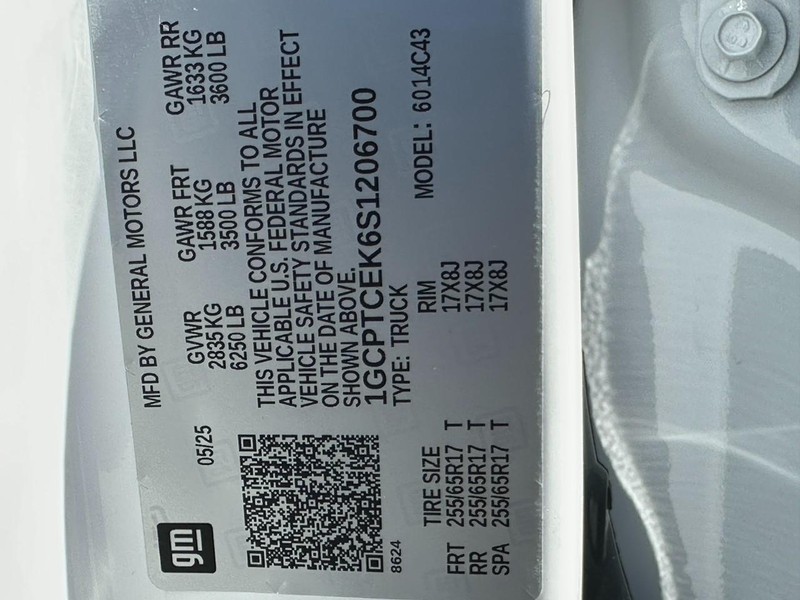 MFD BY GENERAL MOTORS LLC
gm
05/25
GVWR GAWR FRT GAWR RR
2835 KG 1588 KG 1633 KG
6250 LB 3500 LB 3600 LB
THIS VEHICLE CONFORMS TO ALL
APPLICABLE U.S. FEDERAL MOTOR
VEHICLE SAFETY STANDARDS IN EFFECT
ON THE DATE OF MANUFACTURE
SHOWN ABOVE.
1GCPTCEK6S1206700
TYPE: TRUCK MODEL: 6014C43
8624
TIRE SIZE RIM
FRT 255/65R17 T 17X8J
RR 255/65R17 T 17X8J
SPA 255/65R17 T 17X8J